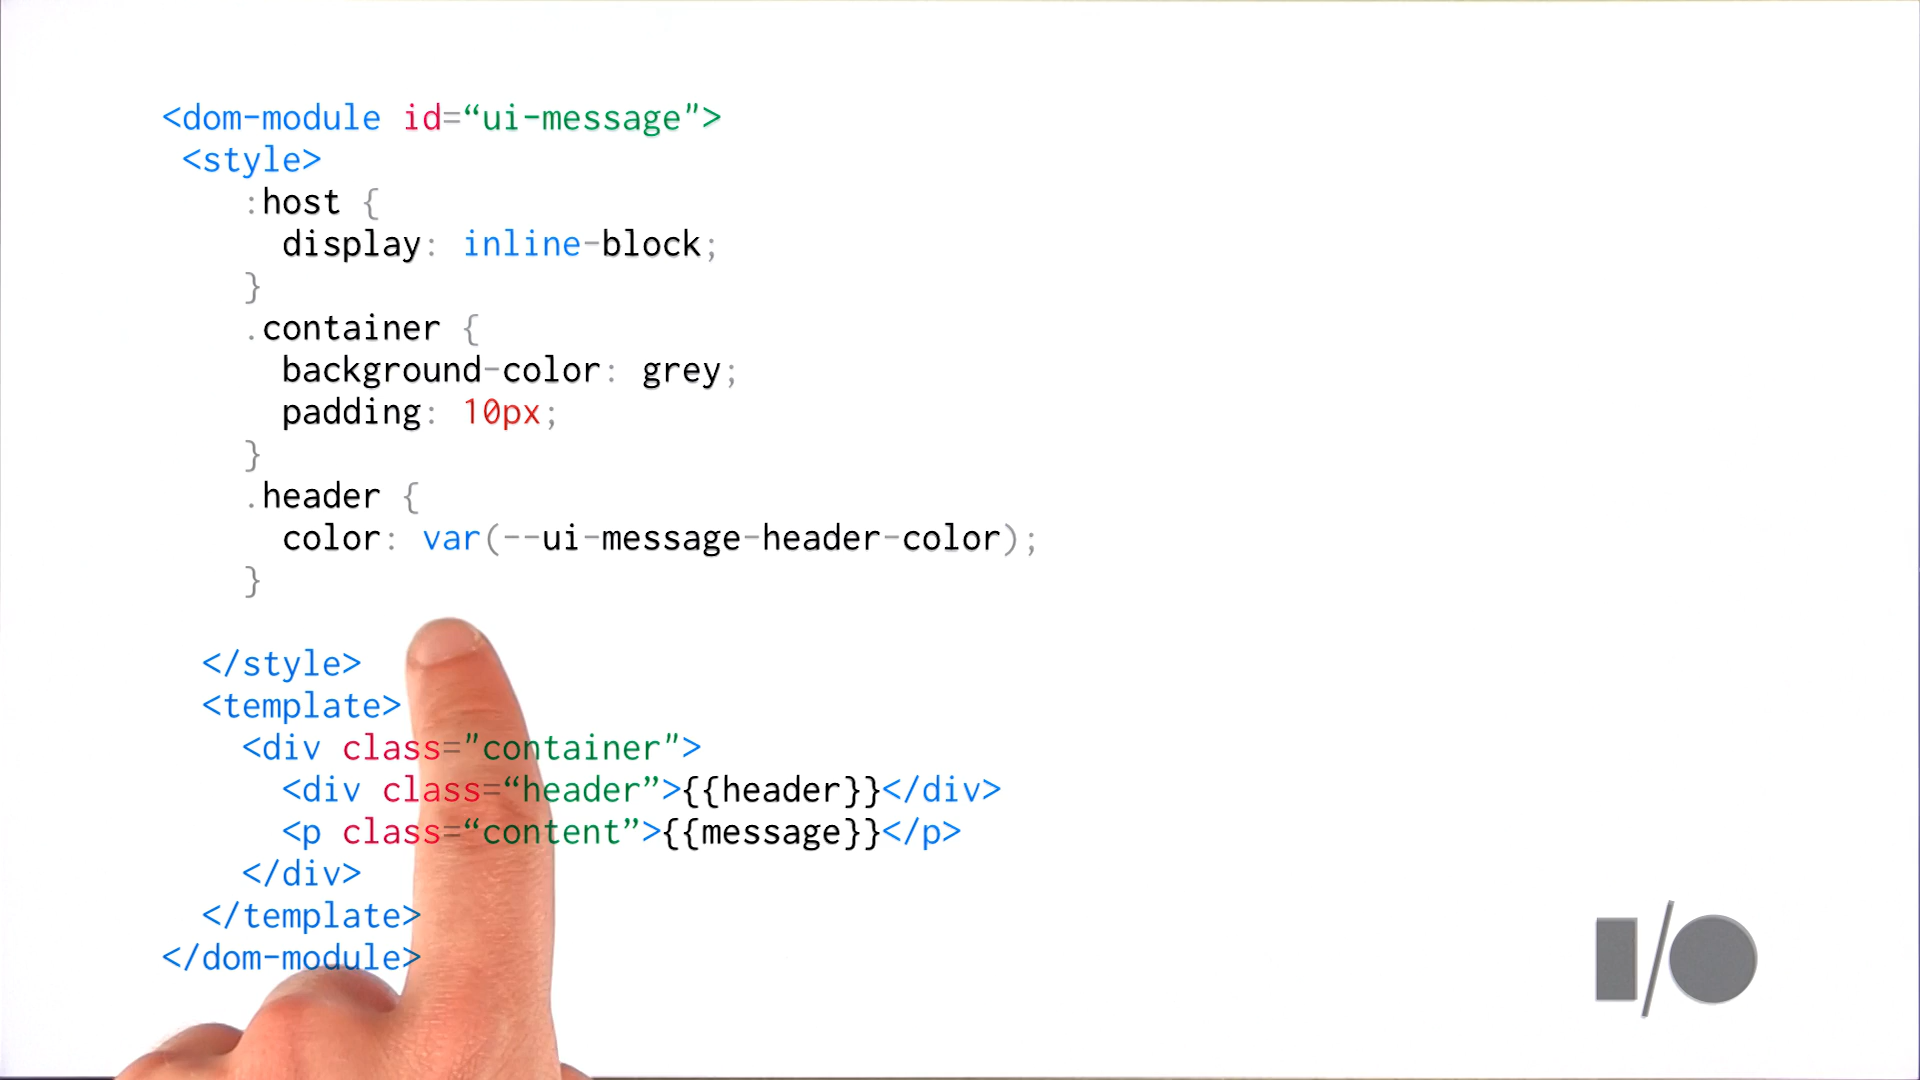 <dom-module id=“ui-message">
<style>
:host {
display: inline-block;
}
.container {
background-color: grey;
padding: 10px;
}
.header {
color: var(--ui-message-header-color);
}
</style>
<template>
<div class="container">
<div class=“header”>{{header}}</div>
<p class=“content”>{{message}}</p>
</div>
</template>
</dom-module>
I/O